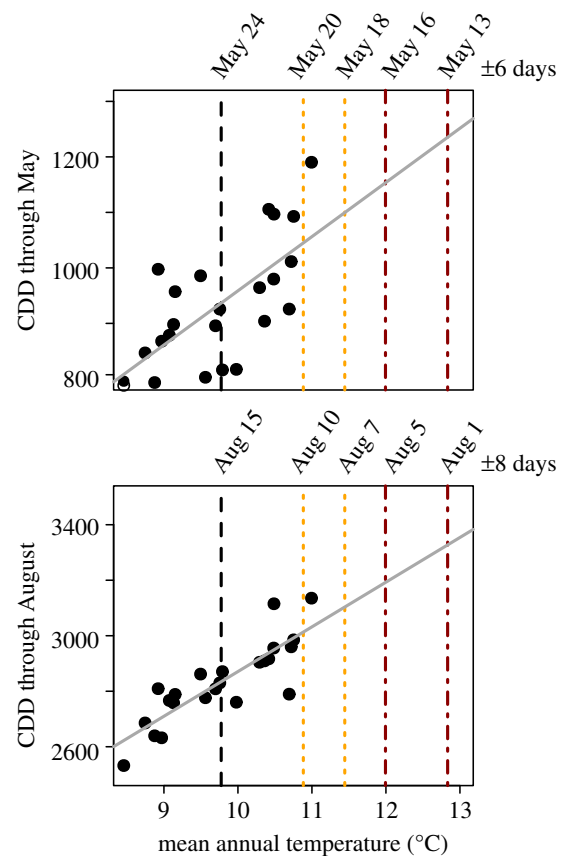 May 24
May 20
May 18
May 16
May 13
±6 days
CDD through May
1200
1000
800
Aug 15
Aug 10
Aug 7
Aug 5
Aug 1
±8 days
CDD through August
3400
3000
2600
9 10 11 12 13
mean annual temperature (°C)